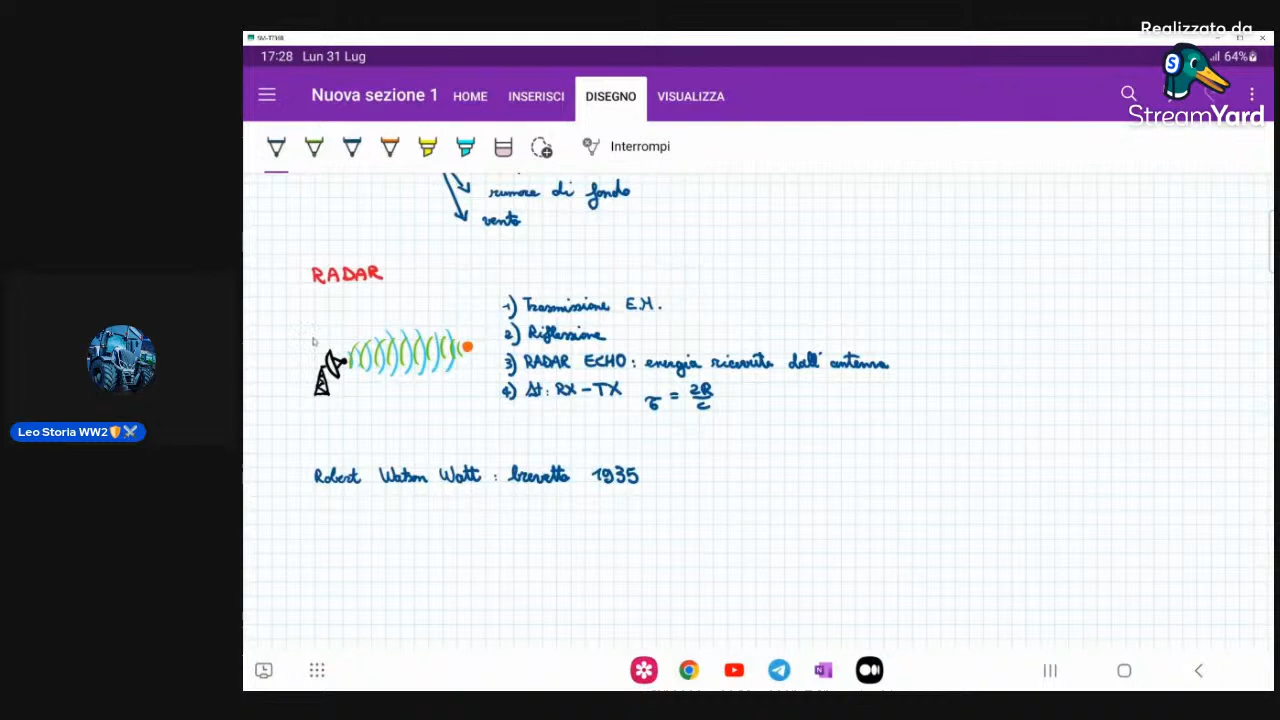 Realizzato da
StreamYard
SM-T736B
17:28 Lun 31 Lug
64%
Nuova sezione 1 HOME INSERISCI DISEGNO VISUALIZZA
Interrompi
rumore di fondo
vento
RADAR
1) Trasmissione E.M.
2) Riflessione
3) RADAR ECHO: energia ricevuta dall' antenna
4) Δt: RX-TX τ = 2R/c
Robert Watson Watt: brevetto 1935
Leo Storia WW2🛡️⚔️